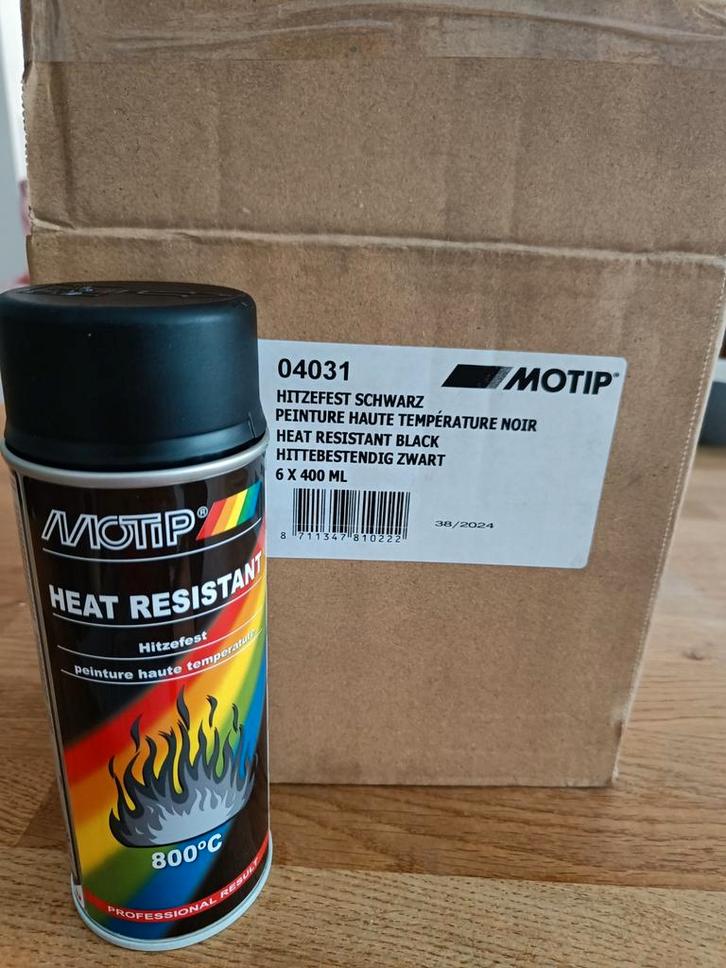 04031
MOTIP®
HITZEFEST SCHWARZ
PEINTURE HAUTE TEMPÉRATURE NOIR
HEAT RESISTANT BLACK
HITTEBESTENDIG ZWART
6 X 400 ML
8 711347 810222
38/2024
MOTIP®
HEAT RESISTANT
Hitzefest
peinture haute temperature
800°C
PROFESSIONAL RESULT